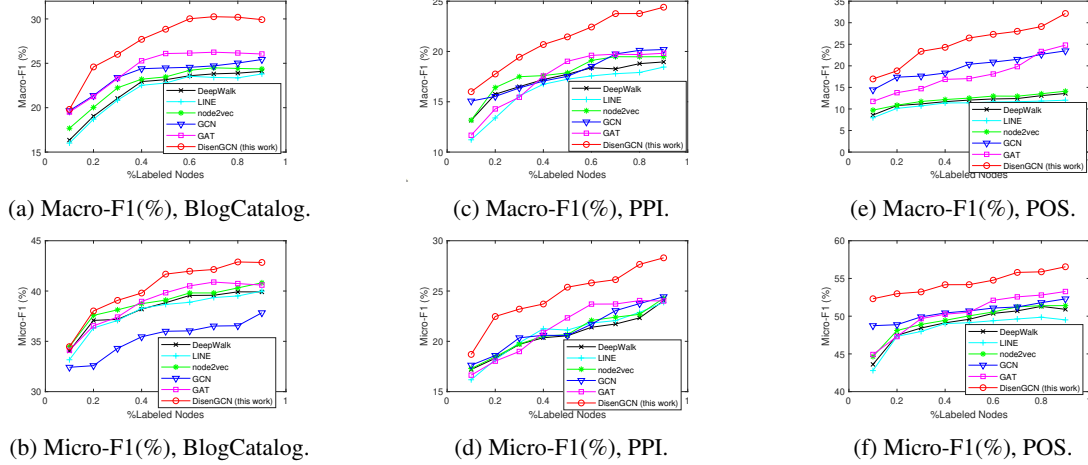 Macro-F1 (%)
30
25
20
15
0
0.2
0.4
0.6
0.8
1
%Labeled Nodes
DeepWalk
LINE
node2vec
GCN
GAT
DisenGCN (this work)
(a) Macro-F1(%), BlogCatalog.
Macro-F1 (%)
25
20
15
10
0
0.2
0.4
0.6
0.8
1
%Labeled Nodes
DeepWalk
LINE
node2vec
GCN
GAT
DisenGCN (this work)
(c) Macro-F1(%), PPI.
Macro-F1 (%)
35
30
25
20
15
10
5
0
0
0.2
0.4
0.6
0.8
1
%Labeled Nodes
DeepWalk
LINE
node2vec
GCN
GAT
DisenGCN (this work)
(e) Macro-F1(%), POS.
Micro-F1 (%)
45
40
35
30
0
0.2
0.4
0.6
0.8
1
%Labeled Nodes
DeepWalk
LINE
node2vec
GCN
GAT
DisenGCN (this work)
(b) Micro-F1(%), BlogCatalog.
Micro-F1 (%)
30
25
20
15
0
0.2
0.4
0.6
0.8
1
%Labeled Nodes
DeepWalk
LINE
node2vec
GCN
GAT
DisenGCN (this work)
(d) Micro-F1(%), PPI.
Micro-F1 (%)
60
55
50
45
40
0
0.2
0.4
0.6
0.8
1
%Labeled Nodes
DeepWalk
LINE
node2vec
GCN
GAT
DisenGCN (this work)
(f) Micro-F1(%), POS.